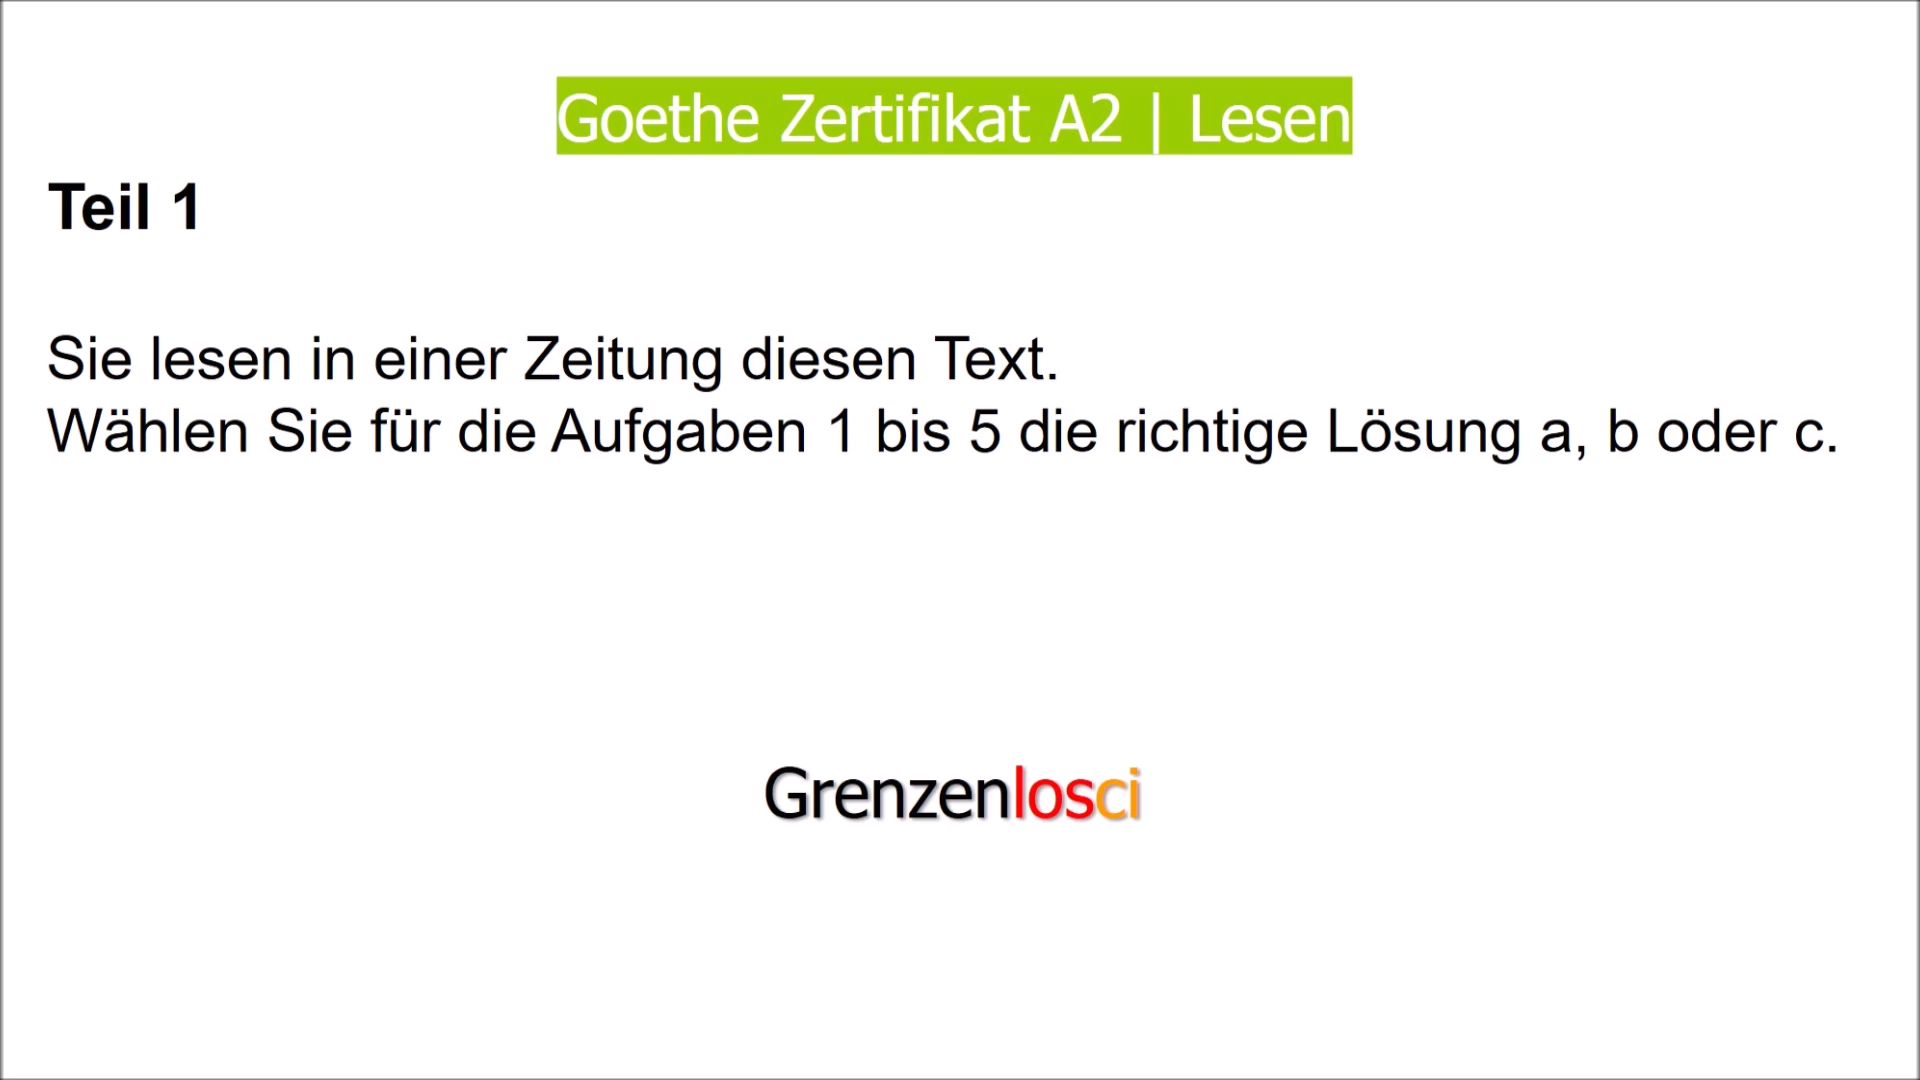 Goethe Zertifikat A2 | Lesen
Teil 1
Sie lesen in einer Zeitung diesen Text.
Wählen Sie für die Aufgaben 1 bis 5 die richtige Lösung a, b oder c.
Grenzenlosci